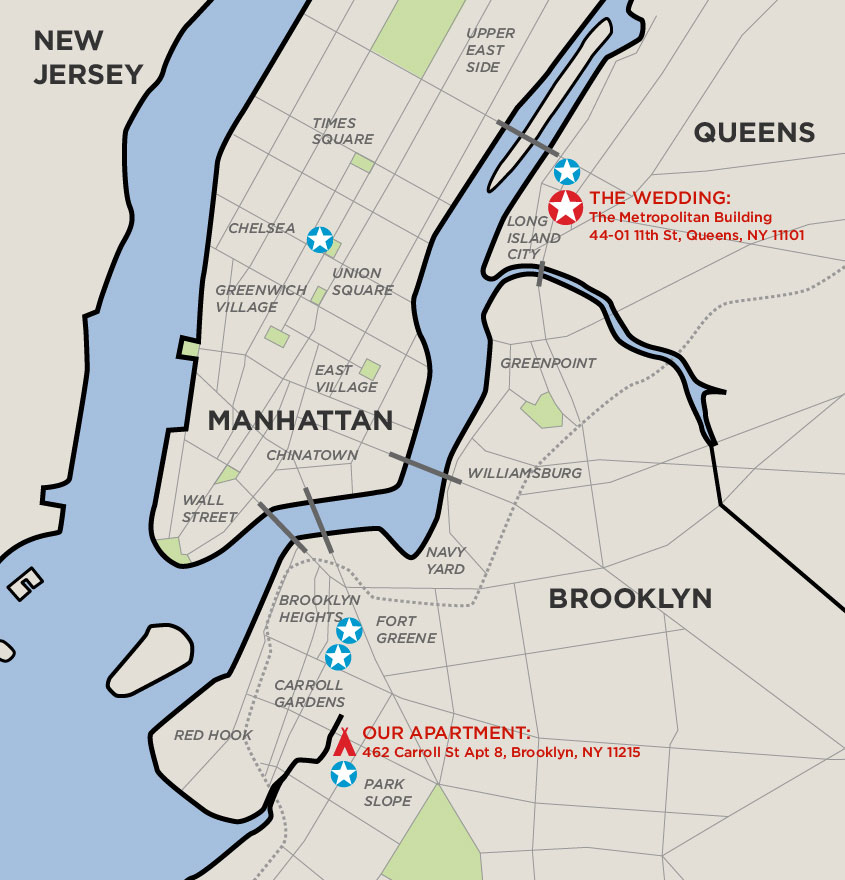 NEW
JERSEY
UPPER
EAST
SIDE
TIMES
SQUARE
QUEENS
THE WEDDING:
The Metropolitan Building
44-01 11th St, Queens, NY 11101
CHELSEA
LONG
ISLAND
CITY
UNION
SQUARE
GREENWICH
VILLAGE
GREENPOINT
EAST
VILLAGE
MANHATTAN
CHINATOWN
WILLIAMSBURG
WALL
STREET
NAVY
YARD
BROOKLYN
BROOKLYN
HEIGHTS
FORT
GREENE
CARROLL
GARDENS
RED HOOK
OUR APARTMENT:
462 Carroll St Apt 8, Brooklyn, NY 11215
PARK
SLOPE